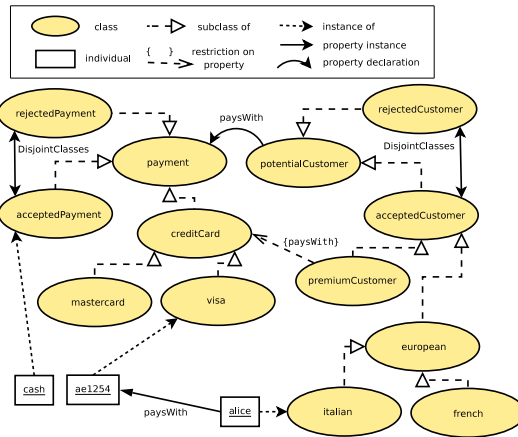 class
subclass of
instance of
individual
{ }
restriction on
property
property instance
property declaration
rejectedPayment
rejectedCustomer
paysWith
DisjointClasses
DisjointClasses
payment
potentialCustomer
acceptedPayment
acceptedCustomer
creditCard
{paysWith}
premiumCustomer
mastercard
visa
european
cash
ae1254
paysWith
alice
italian
french